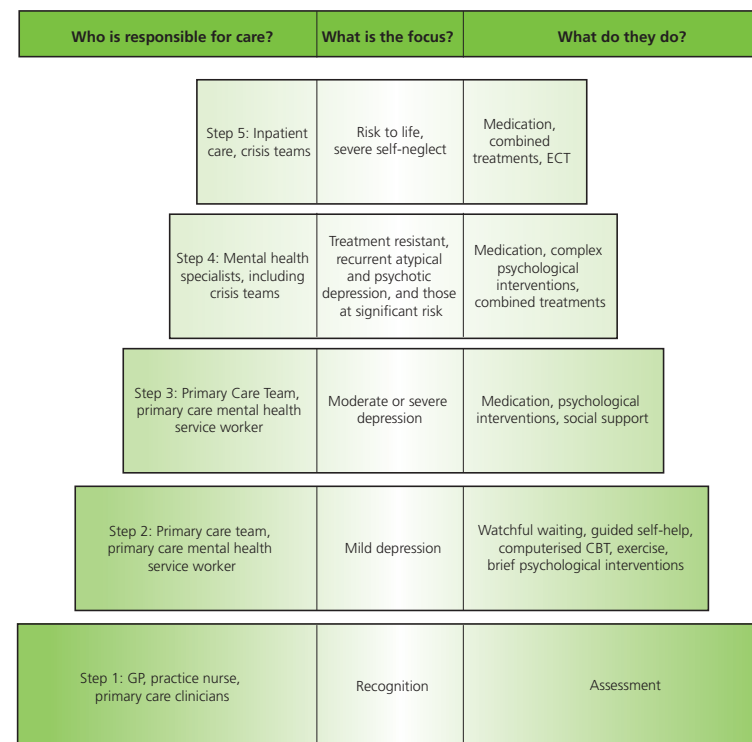 Who is responsible for care?
What is the focus?
What do they do?
Step 5: Inpatient
care, crisis teams
Risk to life,
severe self-neglect
Medication,
combined
treatments, ECT
Step 4: Mental health
specialists, including
crisis teams
Treatment resistant,
recurrent atypical
and psychotic
depression, and those
at significant risk
Medication, complex
psychological
interventions,
combined treatments
Step 3: Primary Care Team,
primary care mental health
service worker
Moderate or severe
depression
Medication, psychological
interventions, social support
Step 2: Primary care team,
primary care mental health
service worker
Mild depression
Watchful waiting, guided self-help,
computerised CBT, exercise,
brief psychological interventions
Step 1: GP, practice nurse,
primary care clinicians
Recognition
Assessment